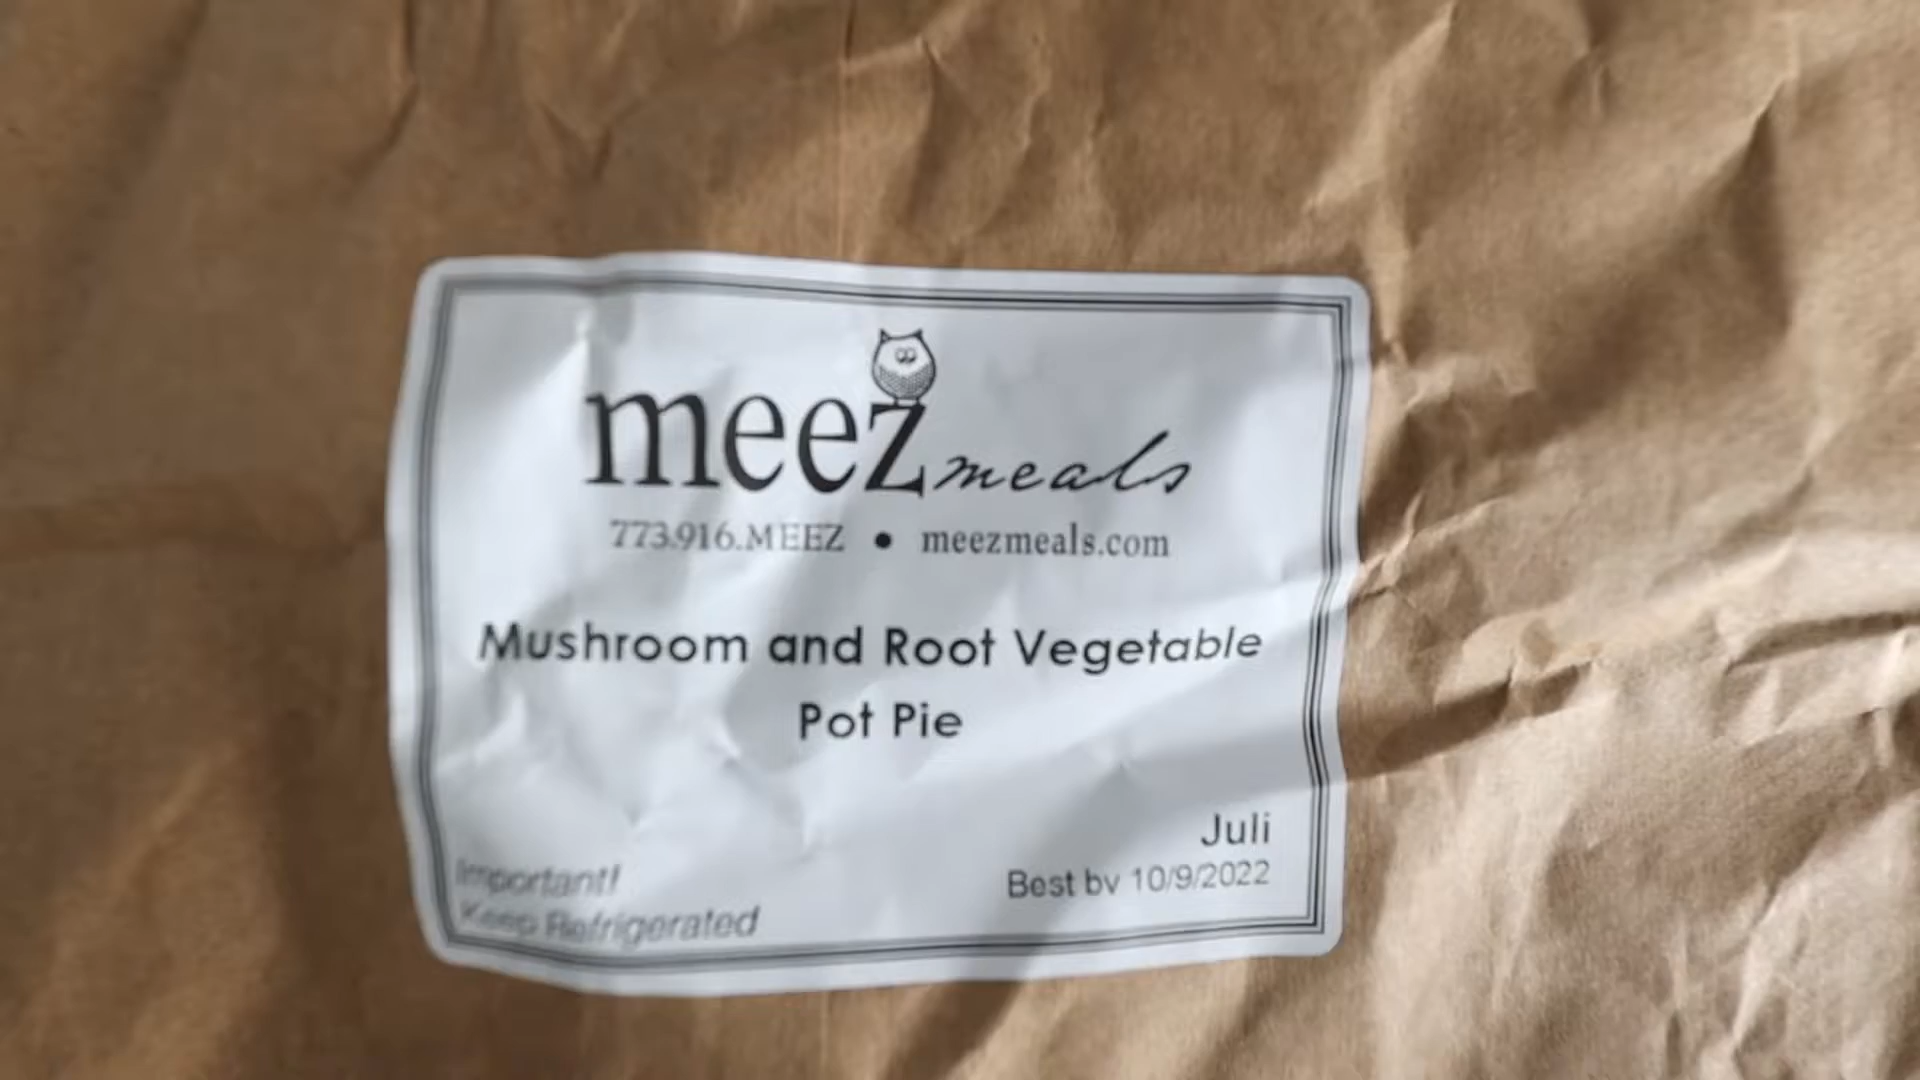 meez meals
773.916.MEEZ • meezmeals.com
Mushroom and Root Vegetable
Pot Pie
Juli
Best by 10/9/2022
Important!
Keep Refrigerated